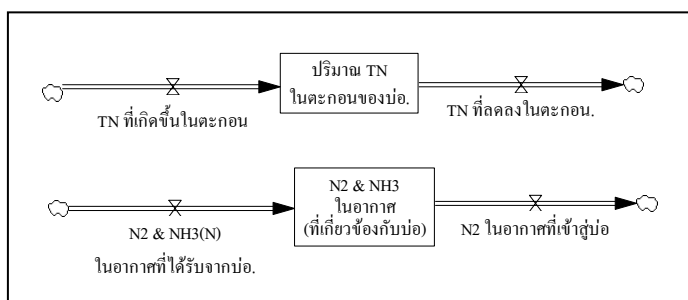 ปริมาณ TN
ในตะกอนของบ่อ.
TN ที่เกิดขึ้นในตะกอน
TN ที่ลดลงในตะกอน.
N2 & NH3
ในอากาศ
(ที่เกี่ยวข้องกับบ่อ)
N2 & NH3(N)
ในอากาศที่ได้รับจากบ่อ.
N2 ในอากาศที่เข้าสู่บ่อ